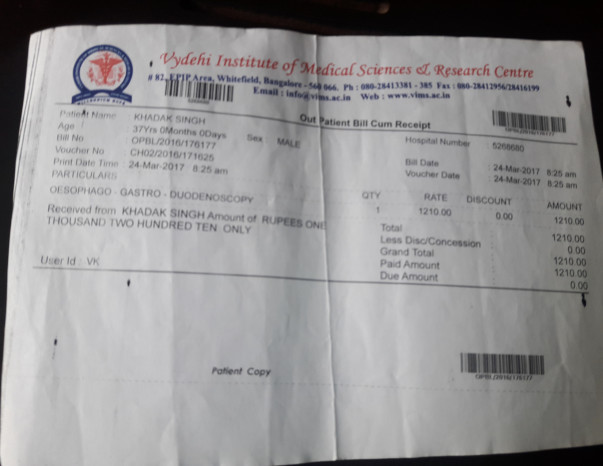 Vydehi Institute of Medical Sciences & Research Centre
# 82, EPIP Area, Whitefield, Bangalore - 560 066. Ph : 080-28413381 - 385 Fax: 080-28412956/28416199
Email : info@vims.ac.in Web : www.vims.ac.in
Out Patient Bill Cum Receipt
OPBL/2016/176177
Patient Name KHADAK SINGH
Hospital Number 5268680
Age : 37Yrs 0Months 0Days Sex : MALE
Bill No. OPBL/2016/176177
Bill Date : 24-Mar-2017 8:25 am
Voucher No CH02/2016/171625
Voucher Date : 24-Mar-2017 8:25 am
Print Date Time : 24-Mar-2017 8:25 am
PARTICULARS QTY RATE DISCOUNT AMOUNT
OESOPHAGO - GASTRO - DUODENOSCOPY 1 1210.00 0.00 1210.00
Received from KHADAK SINGH Amount of RUPEES ONE
THOUSAND TWO HUNDRED TEN ONLY
Total 1210.00
Less Disc/Concession : 0.00
Grand Total : 1210.00
Paid Amount : 1210.00
Due Amount : 0.00
User Id : VK
Patient Copy
OPBL/2016/176177